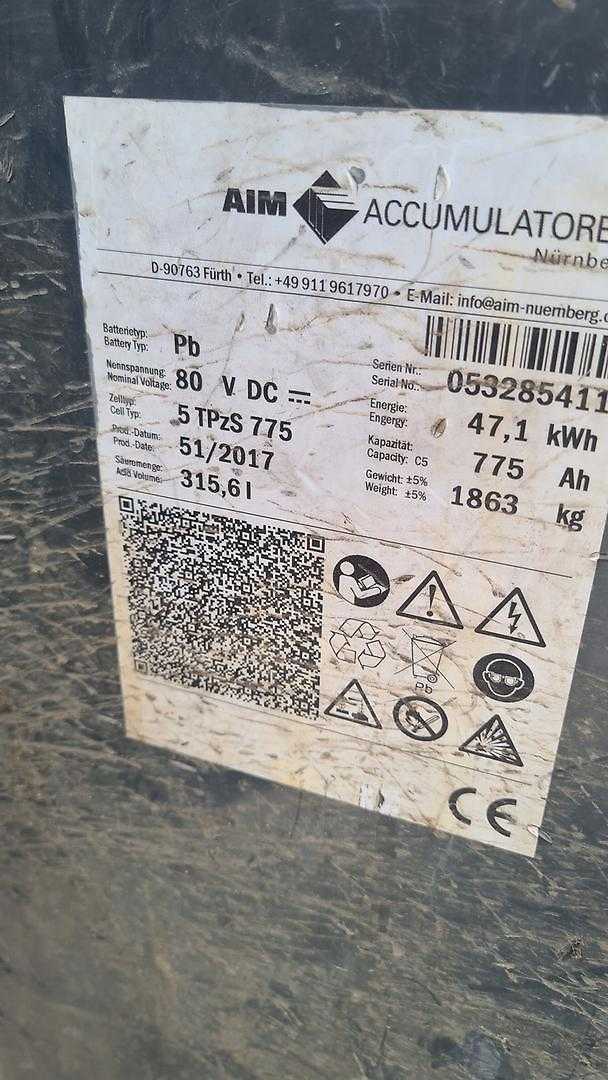 AIM ACCUMULATORE
Nürnbe
D-90763 Fürth • Tel.: +49 911 9617970 • E-Mail: info@aim-nuernberg.d
Batterietyp:
Battery Typ: Pb
Nennspannung:
Nominal Voltage: 80 V DC
Zelltyp:
Cell Typ: 5 TPzS 775
Prod.-Datum:
Prod.-Date: 51/2017
Säuremenge:
Acid Volume: 315,6 l
Serien Nr.:
Serial No.: 053285411
Energie:
Engergy: 47,1 kWh
Kapazität:
Capacity: C5 775 Ah
Gewicht: ±5%
Weight: ±5% 1863 kg
Pb
CE